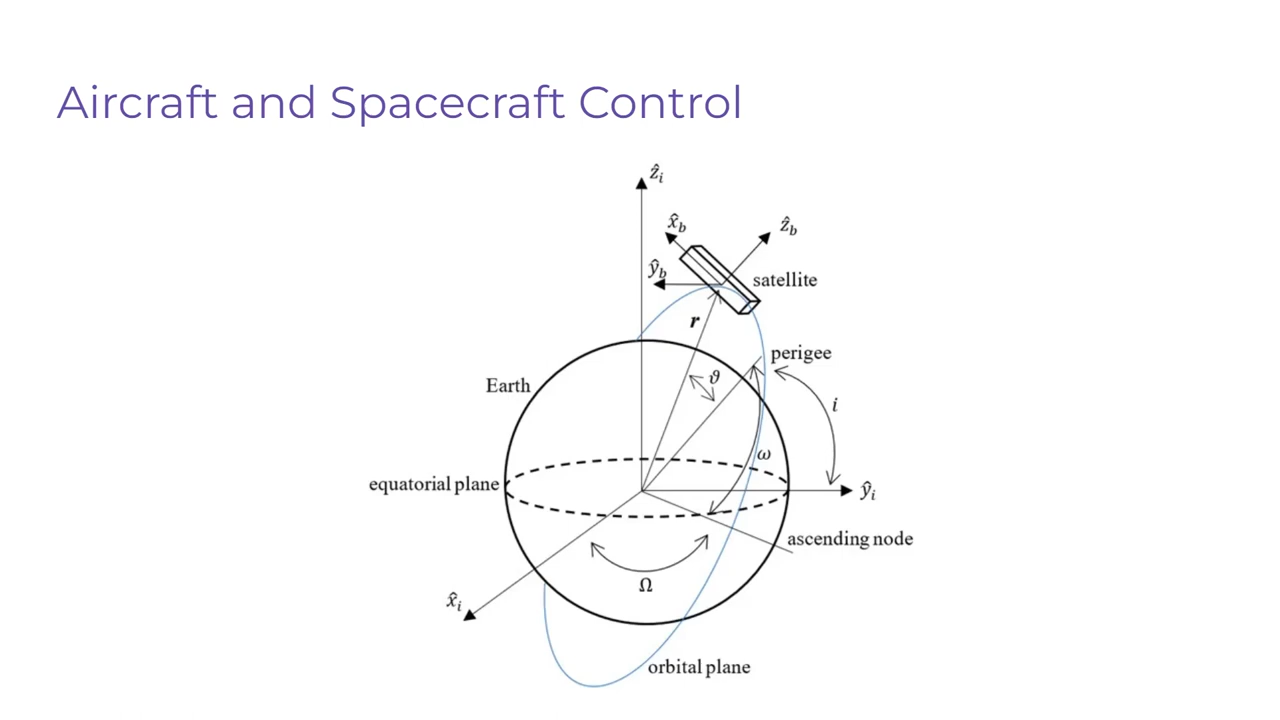 Aircraft and Spacecraft Control
ẑᵢ
x̂_b
ẑ_b
ŷ_b
satellite
r
perigee
ϑ
Earth
i
ω
equatorial plane
ŷᵢ
ascending node
Ω
x̂ᵢ
orbital plane